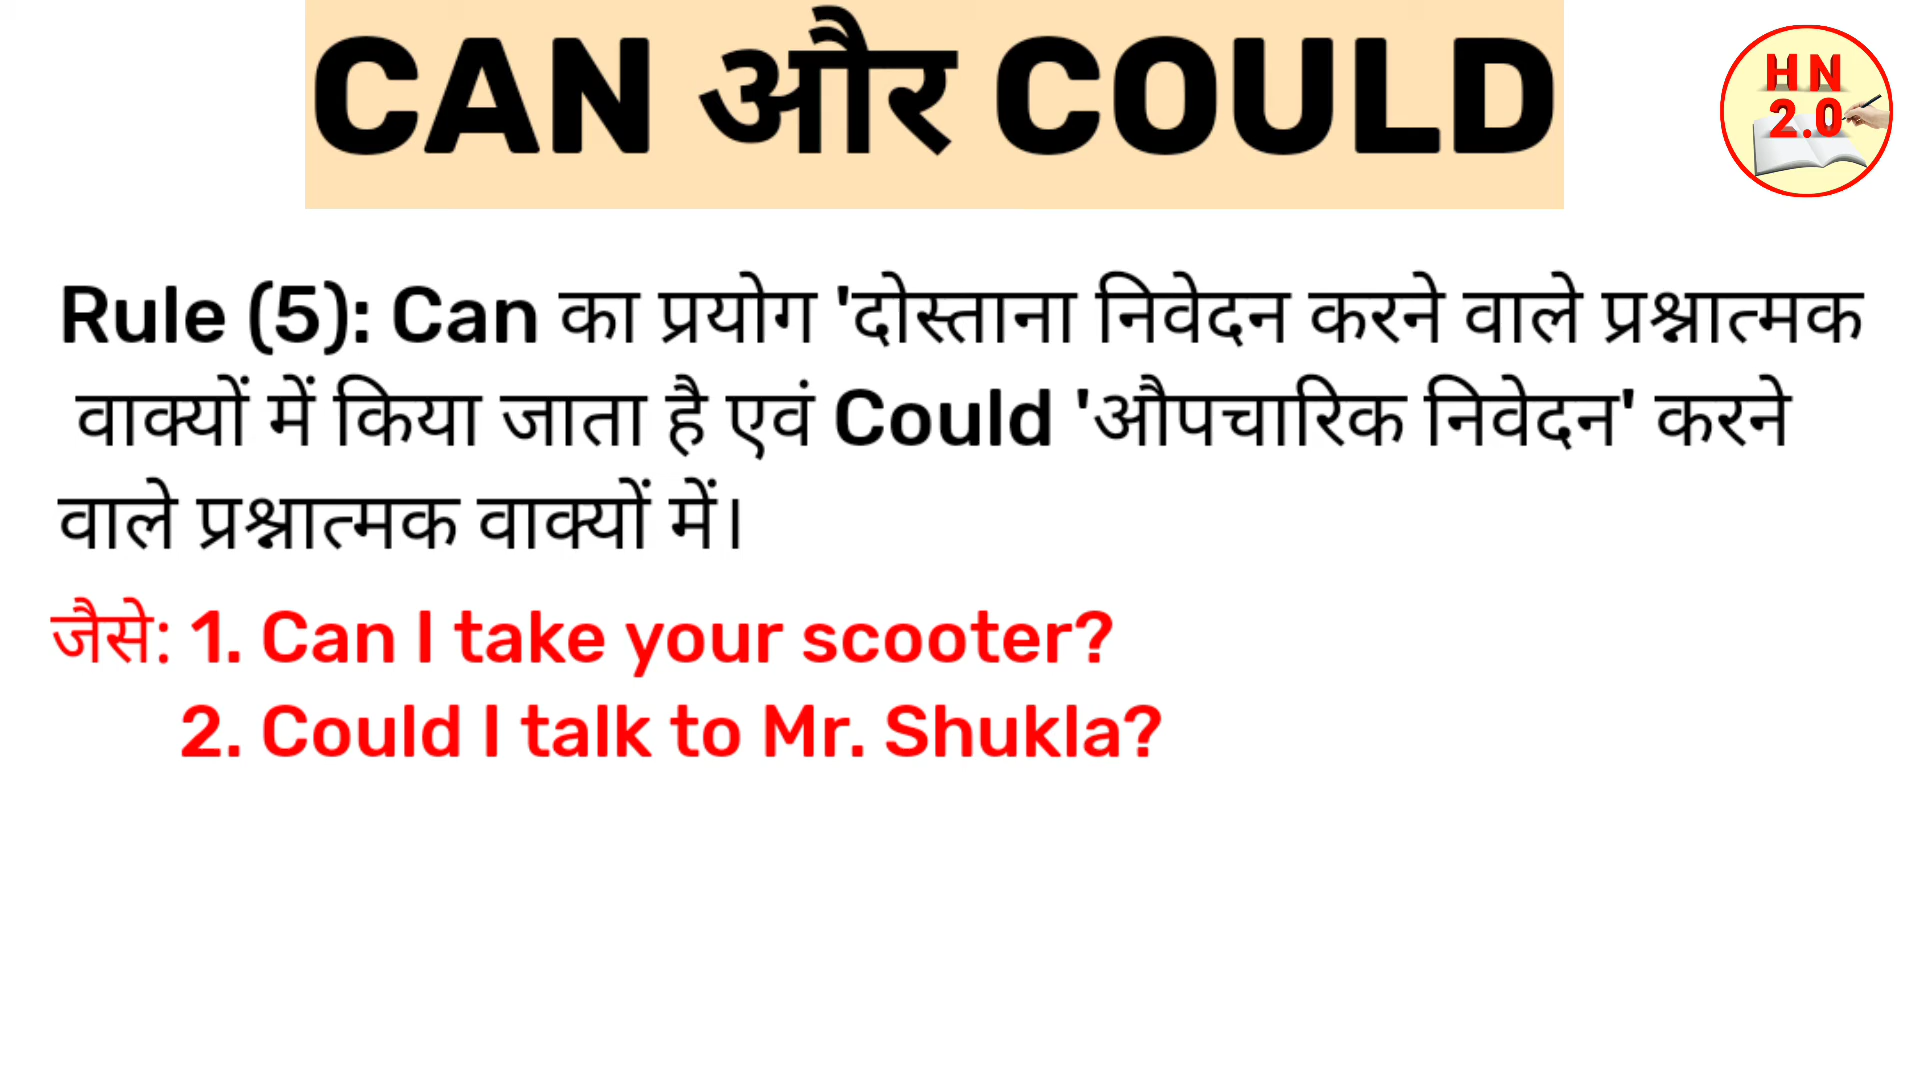 CAN और COULD
HN
2.0
Rule (5): Can का प्रयोग 'दोस्ताना निवेदन करने वाले प्रश्नात्मक
वाक्यों में किया जाता है एवं Could 'औपचारिक निवेदन' करने
वाले प्रश्नात्मक वाक्यों में।
जैसे: 1. Can I take your scooter?
2. Could I talk to Mr. Shukla?